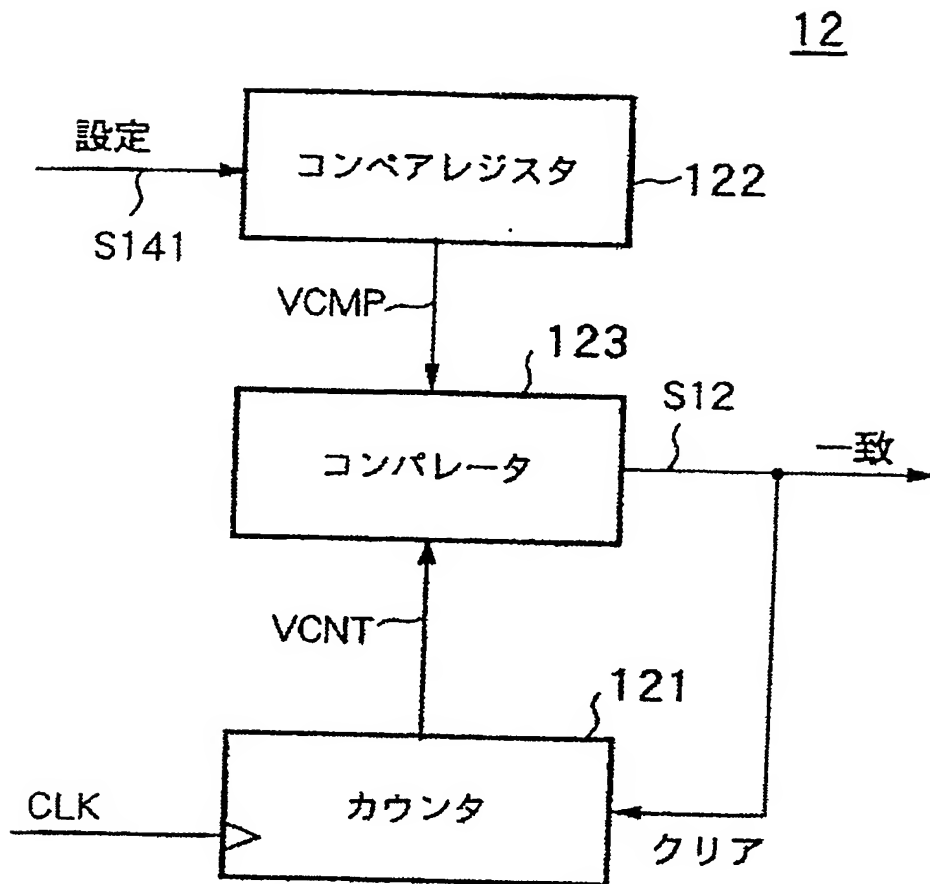 12
設定
コンペアレジスタ
122
S141
VCMP
123
S12
コンパレータ
一致
VCNT
121
CLK
カウンタ
クリア